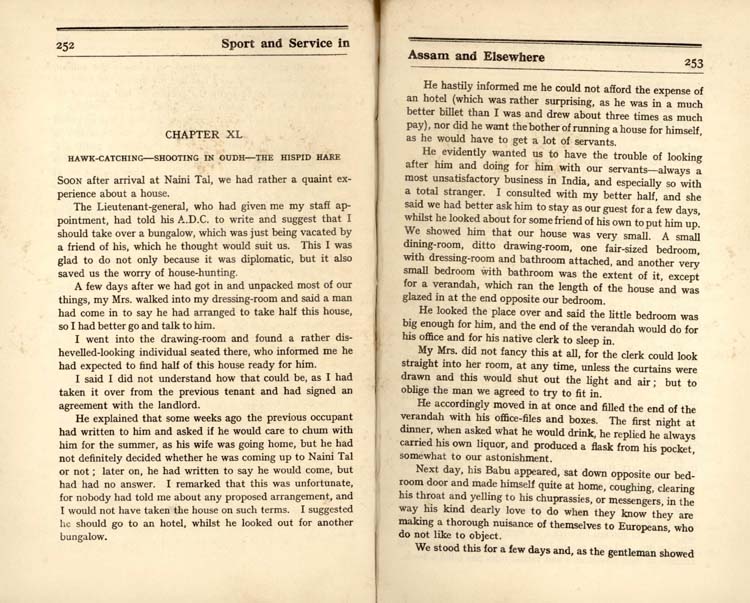 252 Sport and Service in
CHAPTER XL
HAWK-CATCHING—SHOOTING IN OUDH—THE HISPID HARE
SOON after arrival at Naini Tal, we had rather a quaint ex-
perience about a house.
The Lieutenant-general, who had given me my staff ap-
pointment, had told his A.D.C. to write and suggest that I
should take over a bungalow, which was just being vacated by
a friend of his, which he thought would suit us. This I was
glad to do not only because it was diplomatic, but it also
saved us the worry of house-hunting.
A few days after we had got in and unpacked most of our
things, my Mrs. walked into my dressing-room and said a man
had come in to say he had arranged to take half this house,
so I had better go and talk to him.
I went into the drawing-room and found a rather dis-
hevelled-looking individual seated there, who informed me he
had expected to find half of this house ready for him.
I said I did not understand how that could be, as I had
taken it over from the previous tenant and had signed an
agreement with the landlord.
He explained that some weeks ago the previous occupant
had written to him and asked if he would care to chum with
him for the summer, as his wife was going home, but he had
not definitely decided whether he was coming up to Naini Tal
or not; later on, he had written to say he would come, but
had had no answer. I remarked that this was unfortunate,
for nobody had told me about any proposed arrangement, and
I would not have taken the house on such terms. I suggested
he should go to an hotel, whilst he looked out for another
bungalow.
Assam and Elsewhere 253
He hastily informed me he could not afford the expense of
an hotel (which was rather surprising, as he was in a much
better billet than I was and drew about three times as much
pay), nor did he want the bother of running a house for himself,
as he would have to get a lot of servants.
He evidently wanted us to have the trouble of looking
after him and doing for him with our servants—always a
most unsatisfactory business in India, and especially so with
a total stranger. I consulted with my better half, and she
said we had better ask him to stay as our guest for a few days,
whilst he looked about for some friend of his own to put him up.
We showed him that our house was very small. A small
dining-room, ditto drawing-room, one fair-sized bedroom,
with dressing-room and bathroom attached, and another very
small bedroom with bathroom was the extent of it, except
for a verandah, which ran the length of the house and was
glazed in at the end opposite our bedroom.
He looked the place over and said the little bedroom was
big enough for him, and the end of the verandah would do for
his office and for his native clerk to sleep in.
My Mrs. did not fancy this at all, for the clerk could look
straight into her room, at any time, unless the curtains were
drawn and this would shut out the light and air; but to
oblige the man we agreed to try to fit in.
He accordingly moved in at once and filled the end of the
verandah with his office-files and boxes. The first night at
dinner, when asked what he would drink, he replied he always
carried his own liquor, and produced a flask from his pocket,
somewhat to our astonishment.
Next day, his Babu appeared, sat down opposite our bed-
room door and made himself quite at home, coughing, clearing
his throat and yelling to his chuprassies, or messengers, in the
way his kind dearly love to do when they know they are
making a thorough nuisance of themselves to Europeans, who
do not like to object.
We stood this for a few days and, as the gentleman showed